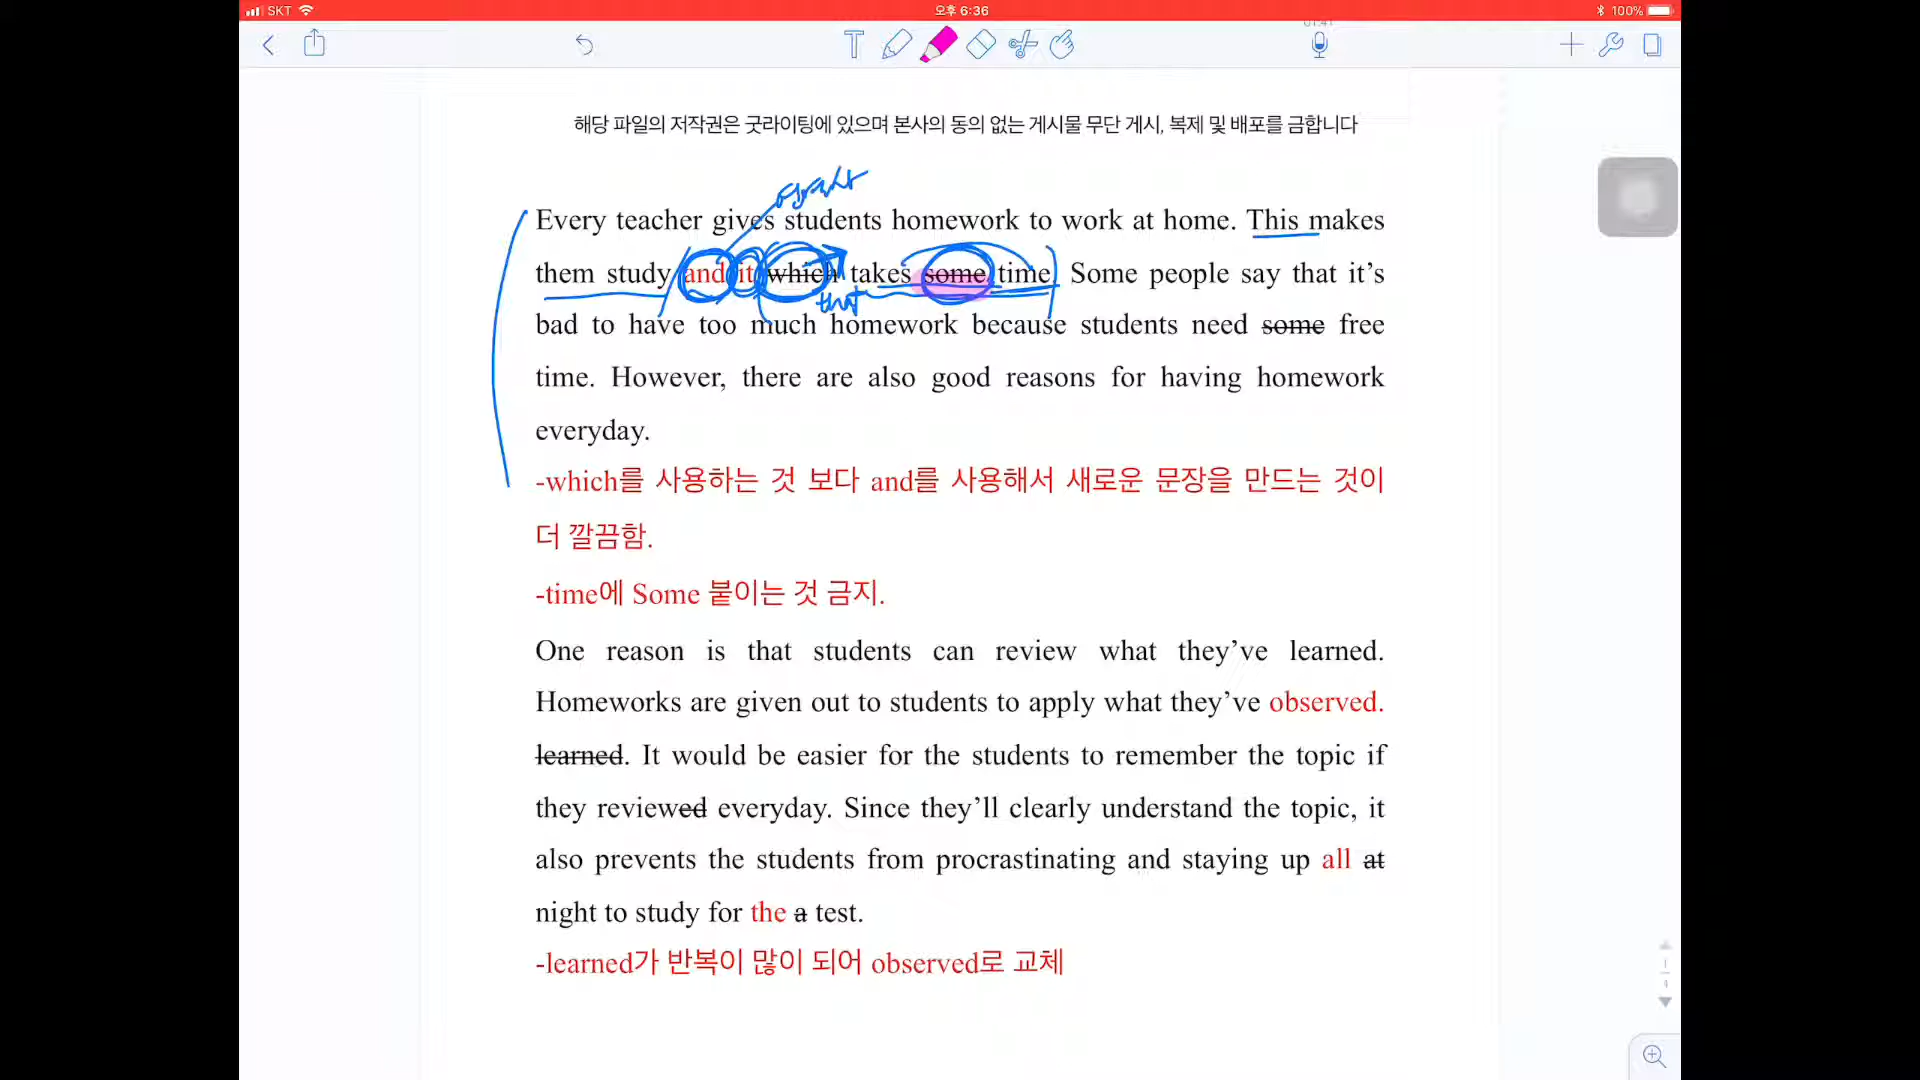 SKT
오후 6:36
100%
01:41
T
해당 파일의 저작권은 굿라이팅에 있으며 본사의 동의 없는 게시물 무단 게시, 복제 및 배포를 금합니다
Every teacher gives students homework to work at home. This makes
them study and it which takes some time. Some people say that it's
that
bad to have too much homework because students need some free
time. However, there are also good reasons for having homework
everyday.
-which를 사용하는 것 보다 and를 사용해서 새로운 문장을 만드는 것이
더 깔끔함.
-time에 Some 붙이는 것 금지.
One reason is that students can review what they've learned.
Homeworks are given out to students to apply what they've observed.
learned. It would be easier for the students to remember the topic if
they reviewed everyday. Since they'll clearly understand the topic, it
also prevents the students from procrastinating and staying up all at
night to study for the a test.
-learned가 반복이 많이 되어 observed로 교체
1
4